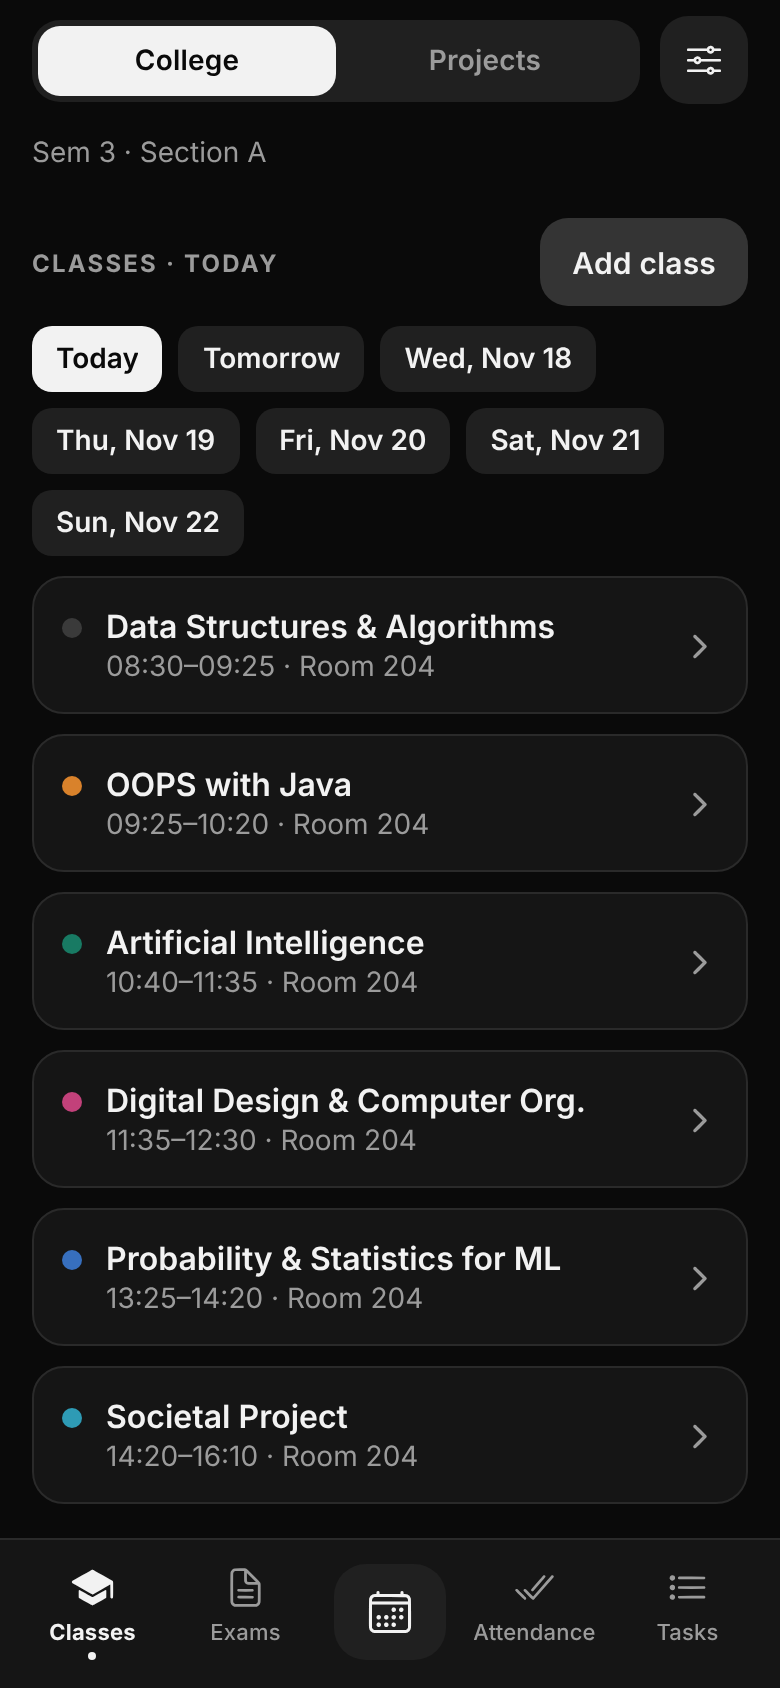 College
Projects
Sem 3 · Section A
CLASSES · TODAY
Add class
Today
Tomorrow
Wed, Nov 18
Thu, Nov 19
Fri, Nov 20
Sat, Nov 21
Sun, Nov 22
Data Structures & Algorithms
08:30–09:25 · Room 204
OOPS with Java
09:25–10:20 · Room 204
Artificial Intelligence
10:40–11:35 · Room 204
Digital Design & Computer Org.
11:35–12:30 · Room 204
Probability & Statistics for ML
13:25–14:20 · Room 204
Societal Project
14:20–16:10 · Room 204
Classes
Exams
Attendance
Tasks